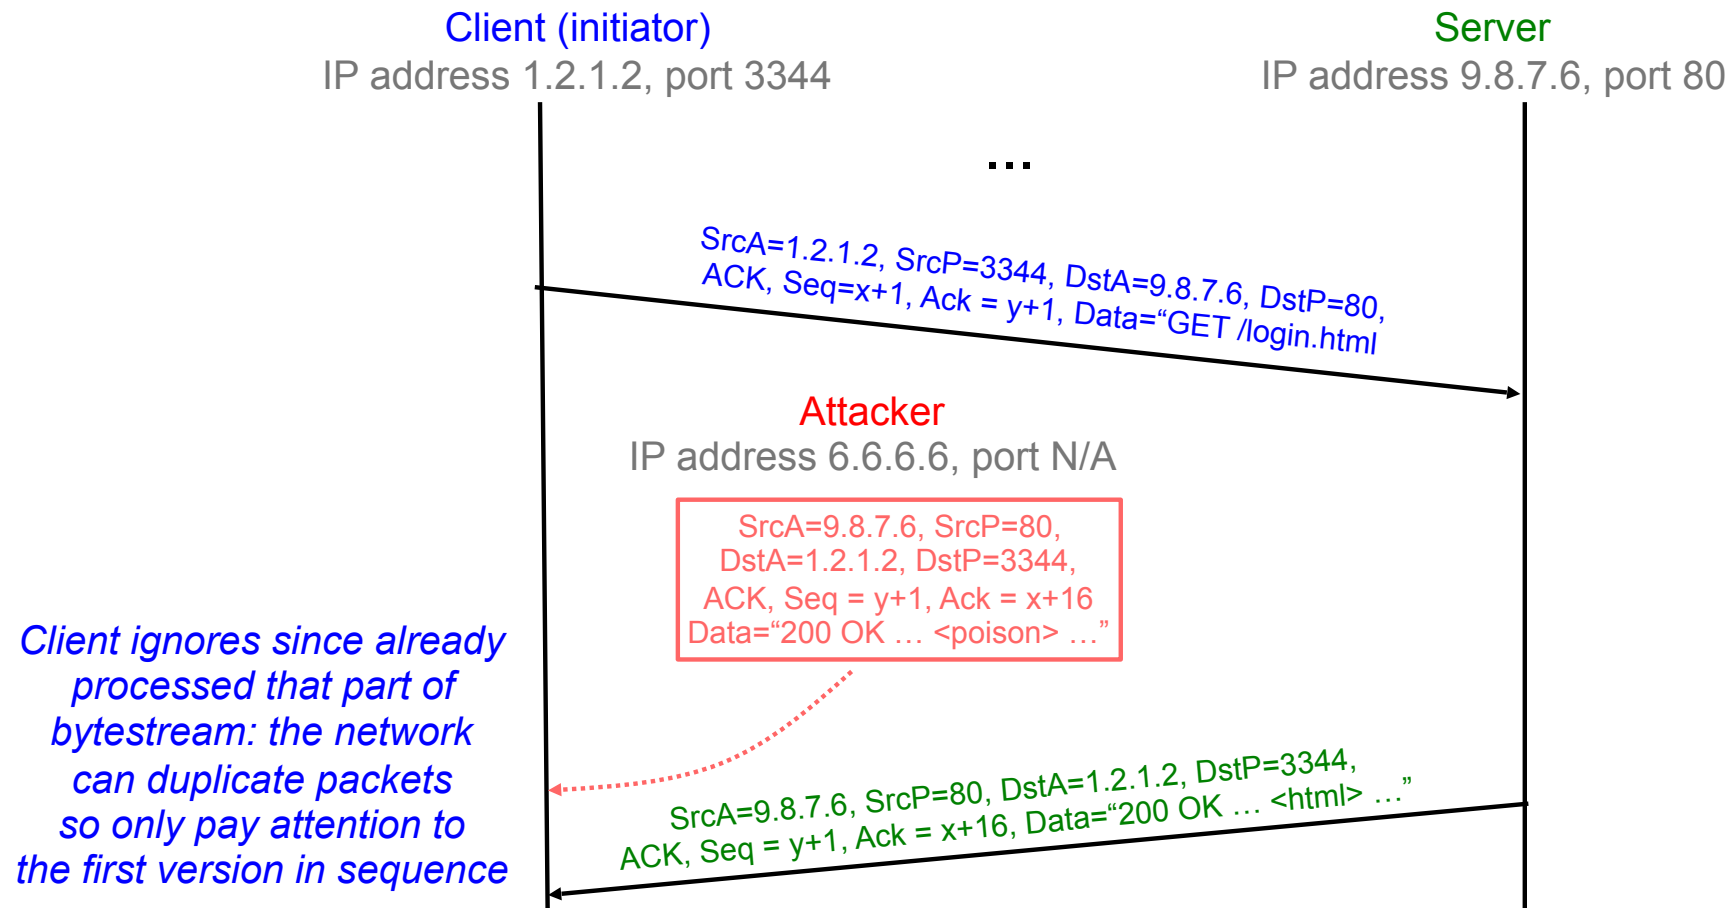 Client (initiator)
IP address 1.2.1.2, port 3344
Server
IP address 9.8.7.6, port 80
...
SrcA=1.2.1.2, SrcP=3344, DstA=9.8.7.6, DstP=80,
ACK, Seq=x+1, Ack = y+1, Data=“GET /login.html
Attacker
IP address 6.6.6.6, port N/A
SrcA=9.8.7.6, SrcP=80,
DstA=1.2.1.2, DstP=3344,
ACK, Seq = y+1, Ack = x+16
Data=“200 OK … <poison> …”
Client ignores since already
processed that part of
bytestream: the network
can duplicate packets
so only pay attention to
the first version in sequence
SrcA=9.8.7.6, SrcP=80, DstA=1.2.1.2, DstP=3344,
ACK, Seq = y+1, Ack = x+16, Data=“200 OK … <html> …”